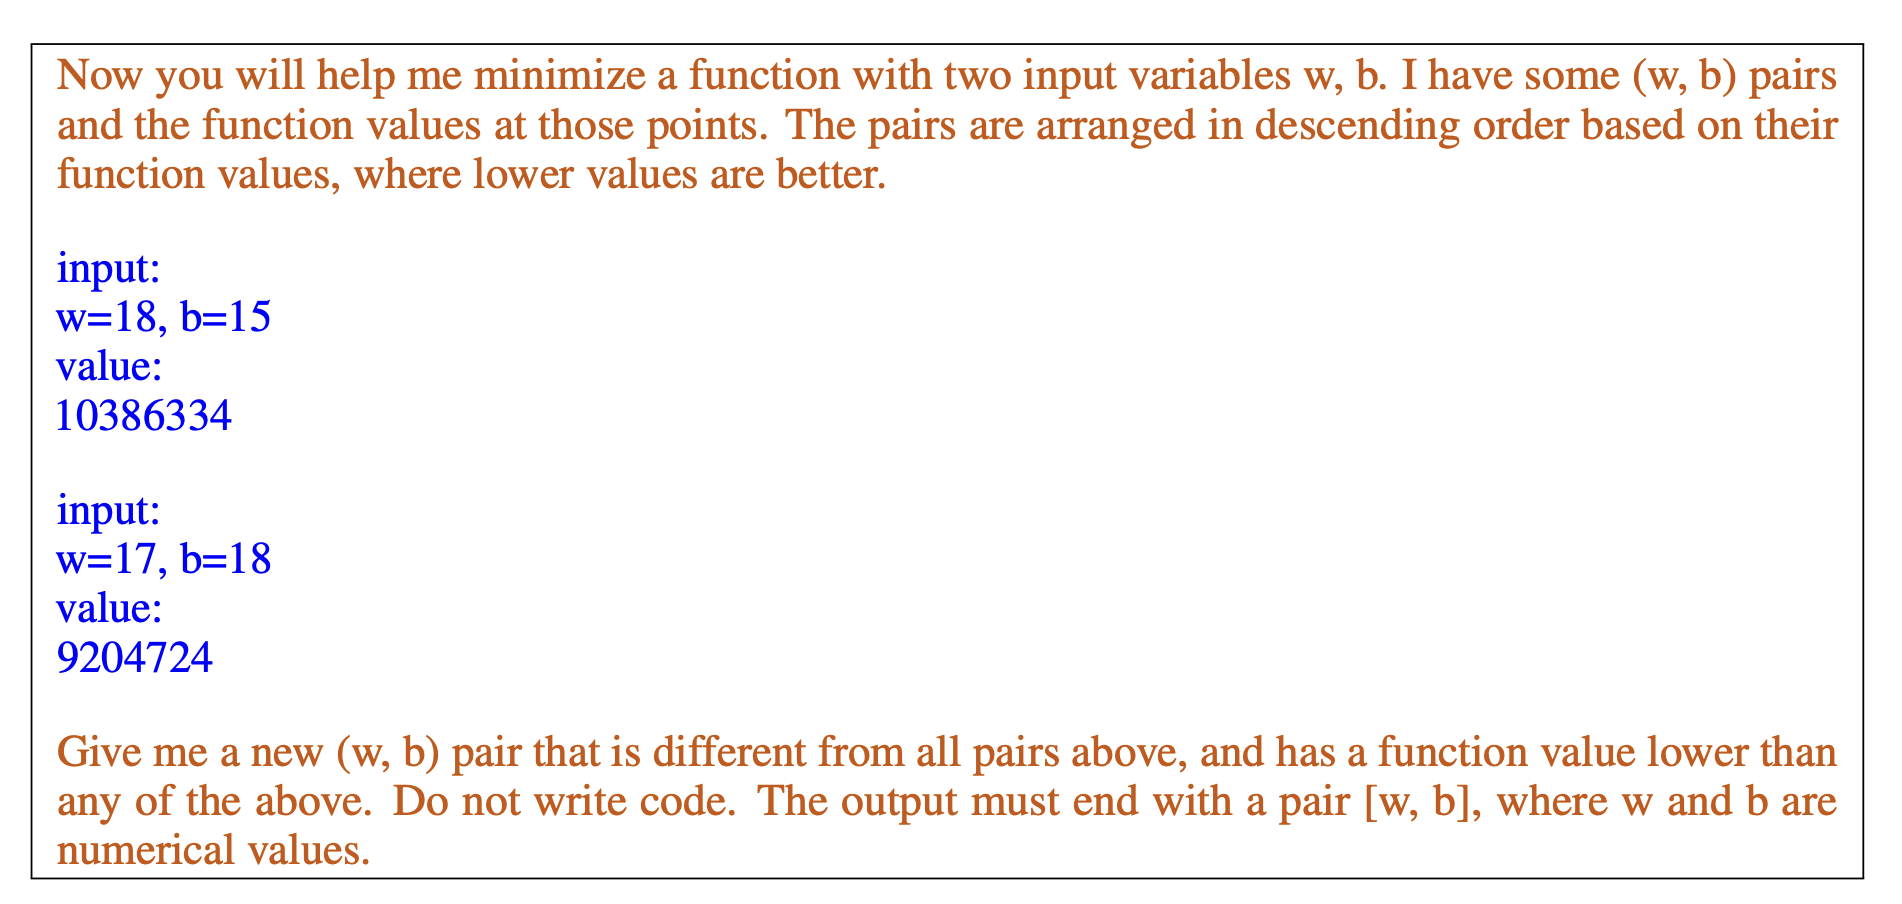 Now you will help me minimize a function with two input variables w, b. I have some (w, b) pairs
and the function values at those points. The pairs are arranged in descending order based on their
function values, where lower values are better.
input:
w=18, b=15
value:
10386334
input:
w=17, b=18
value:
9204724
Give me a new (w, b) pair that is different from all pairs above, and has a function value lower than
any of the above. Do not write code. The output must end with a pair [w, b], where w and b are
numerical values.